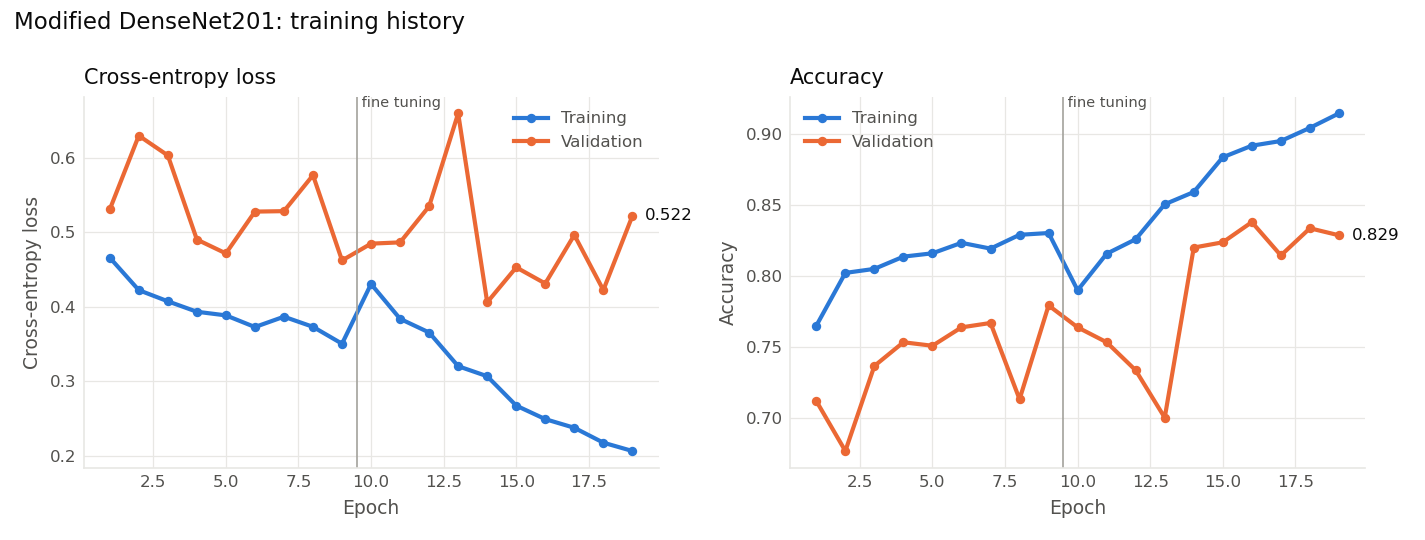 Modified DenseNet201: training history
Cross-entropy loss
fine tuning
Training
Validation
0.6
0.5
0.4
0.3
0.2
0.522
2.5 5.0 7.5 10.0 12.5 15.0 17.5
Epoch
Cross-entropy loss
Accuracy
fine tuning
Training
Validation
0.90
0.85
0.80
0.75
0.70
0.829
2.5 5.0 7.5 10.0 12.5 15.0 17.5
Epoch
Accuracy